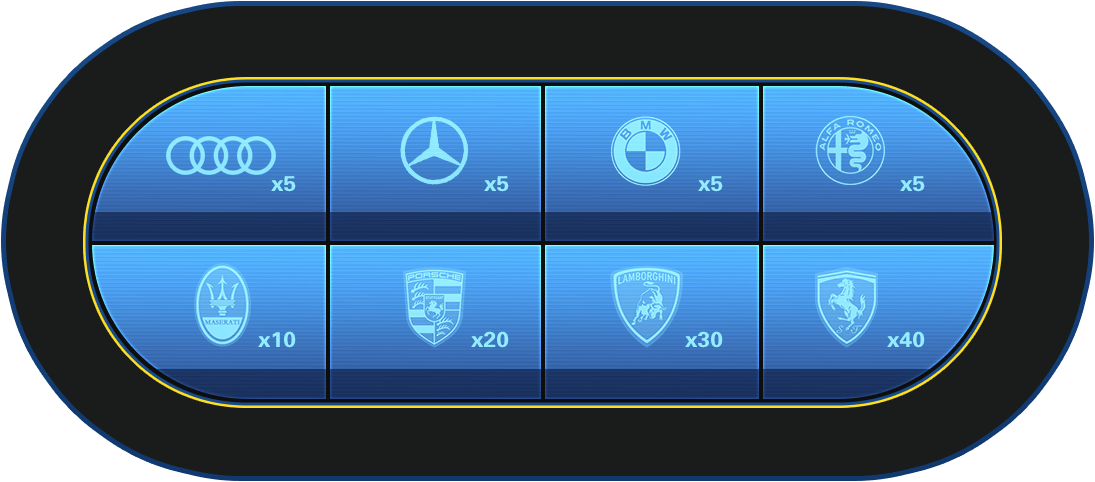 x5
BMW
x5
x5
ALFA ROMEO
x5
MASERATI
x10
PORSCHE
x20
LAMBORGHINI
x30
S F
x40